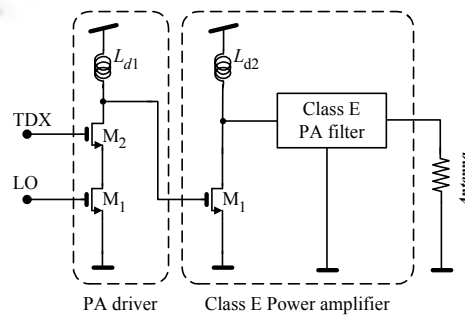 L_d1
L_d2
TDX
M_2
Class E
PA filter
LO
M_1
M_1
Antenna
PA driver
Class E Power amplifier